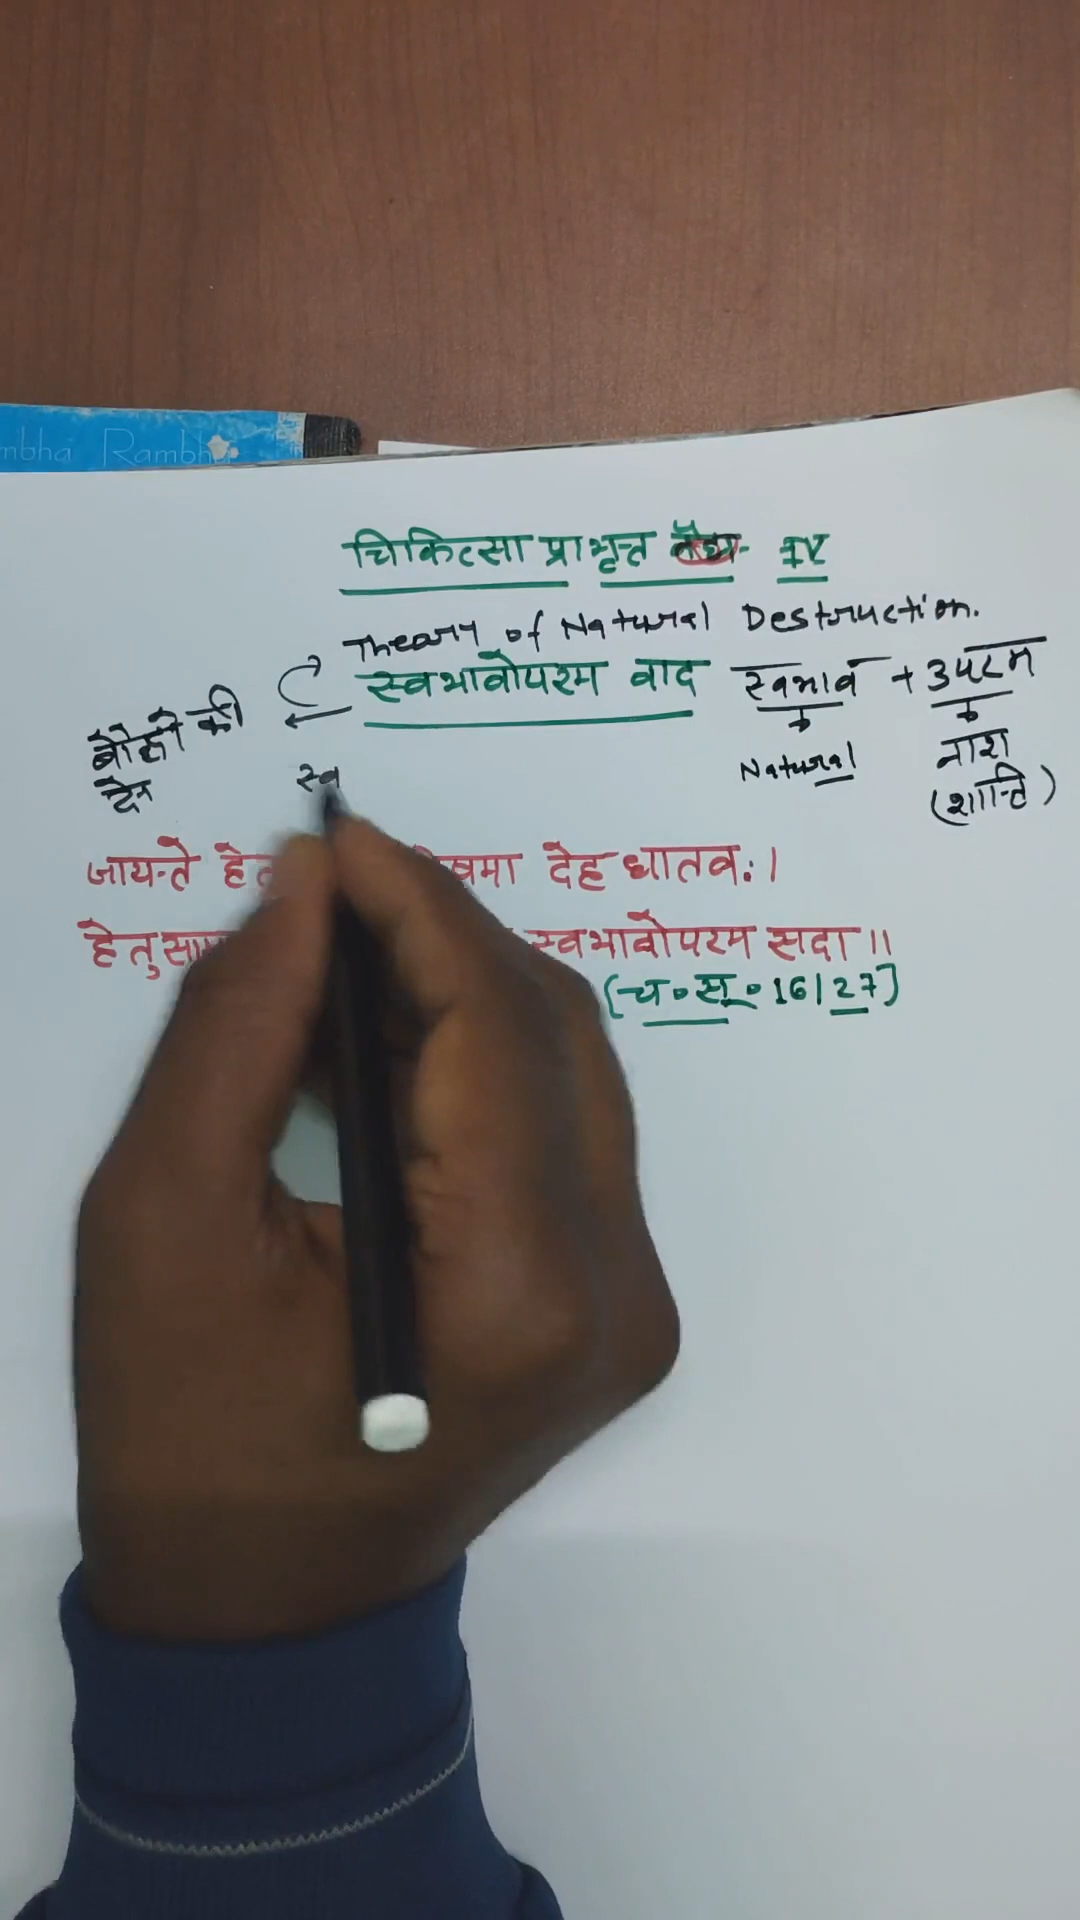 mbha Rambh
चिकित्सा प्राभृत्त IV
Theory of Natural Destruction.
स्वभावोपरम वाद स्वभाव + उपरम
बौद्धो की
देन
Natural
नाश
(शान्ति)
स्व
जायन्ते हेतु षमा देह धातवः।
हेतु सा स्वभावोपरम सदा॥
(च॰सू॰16/27)